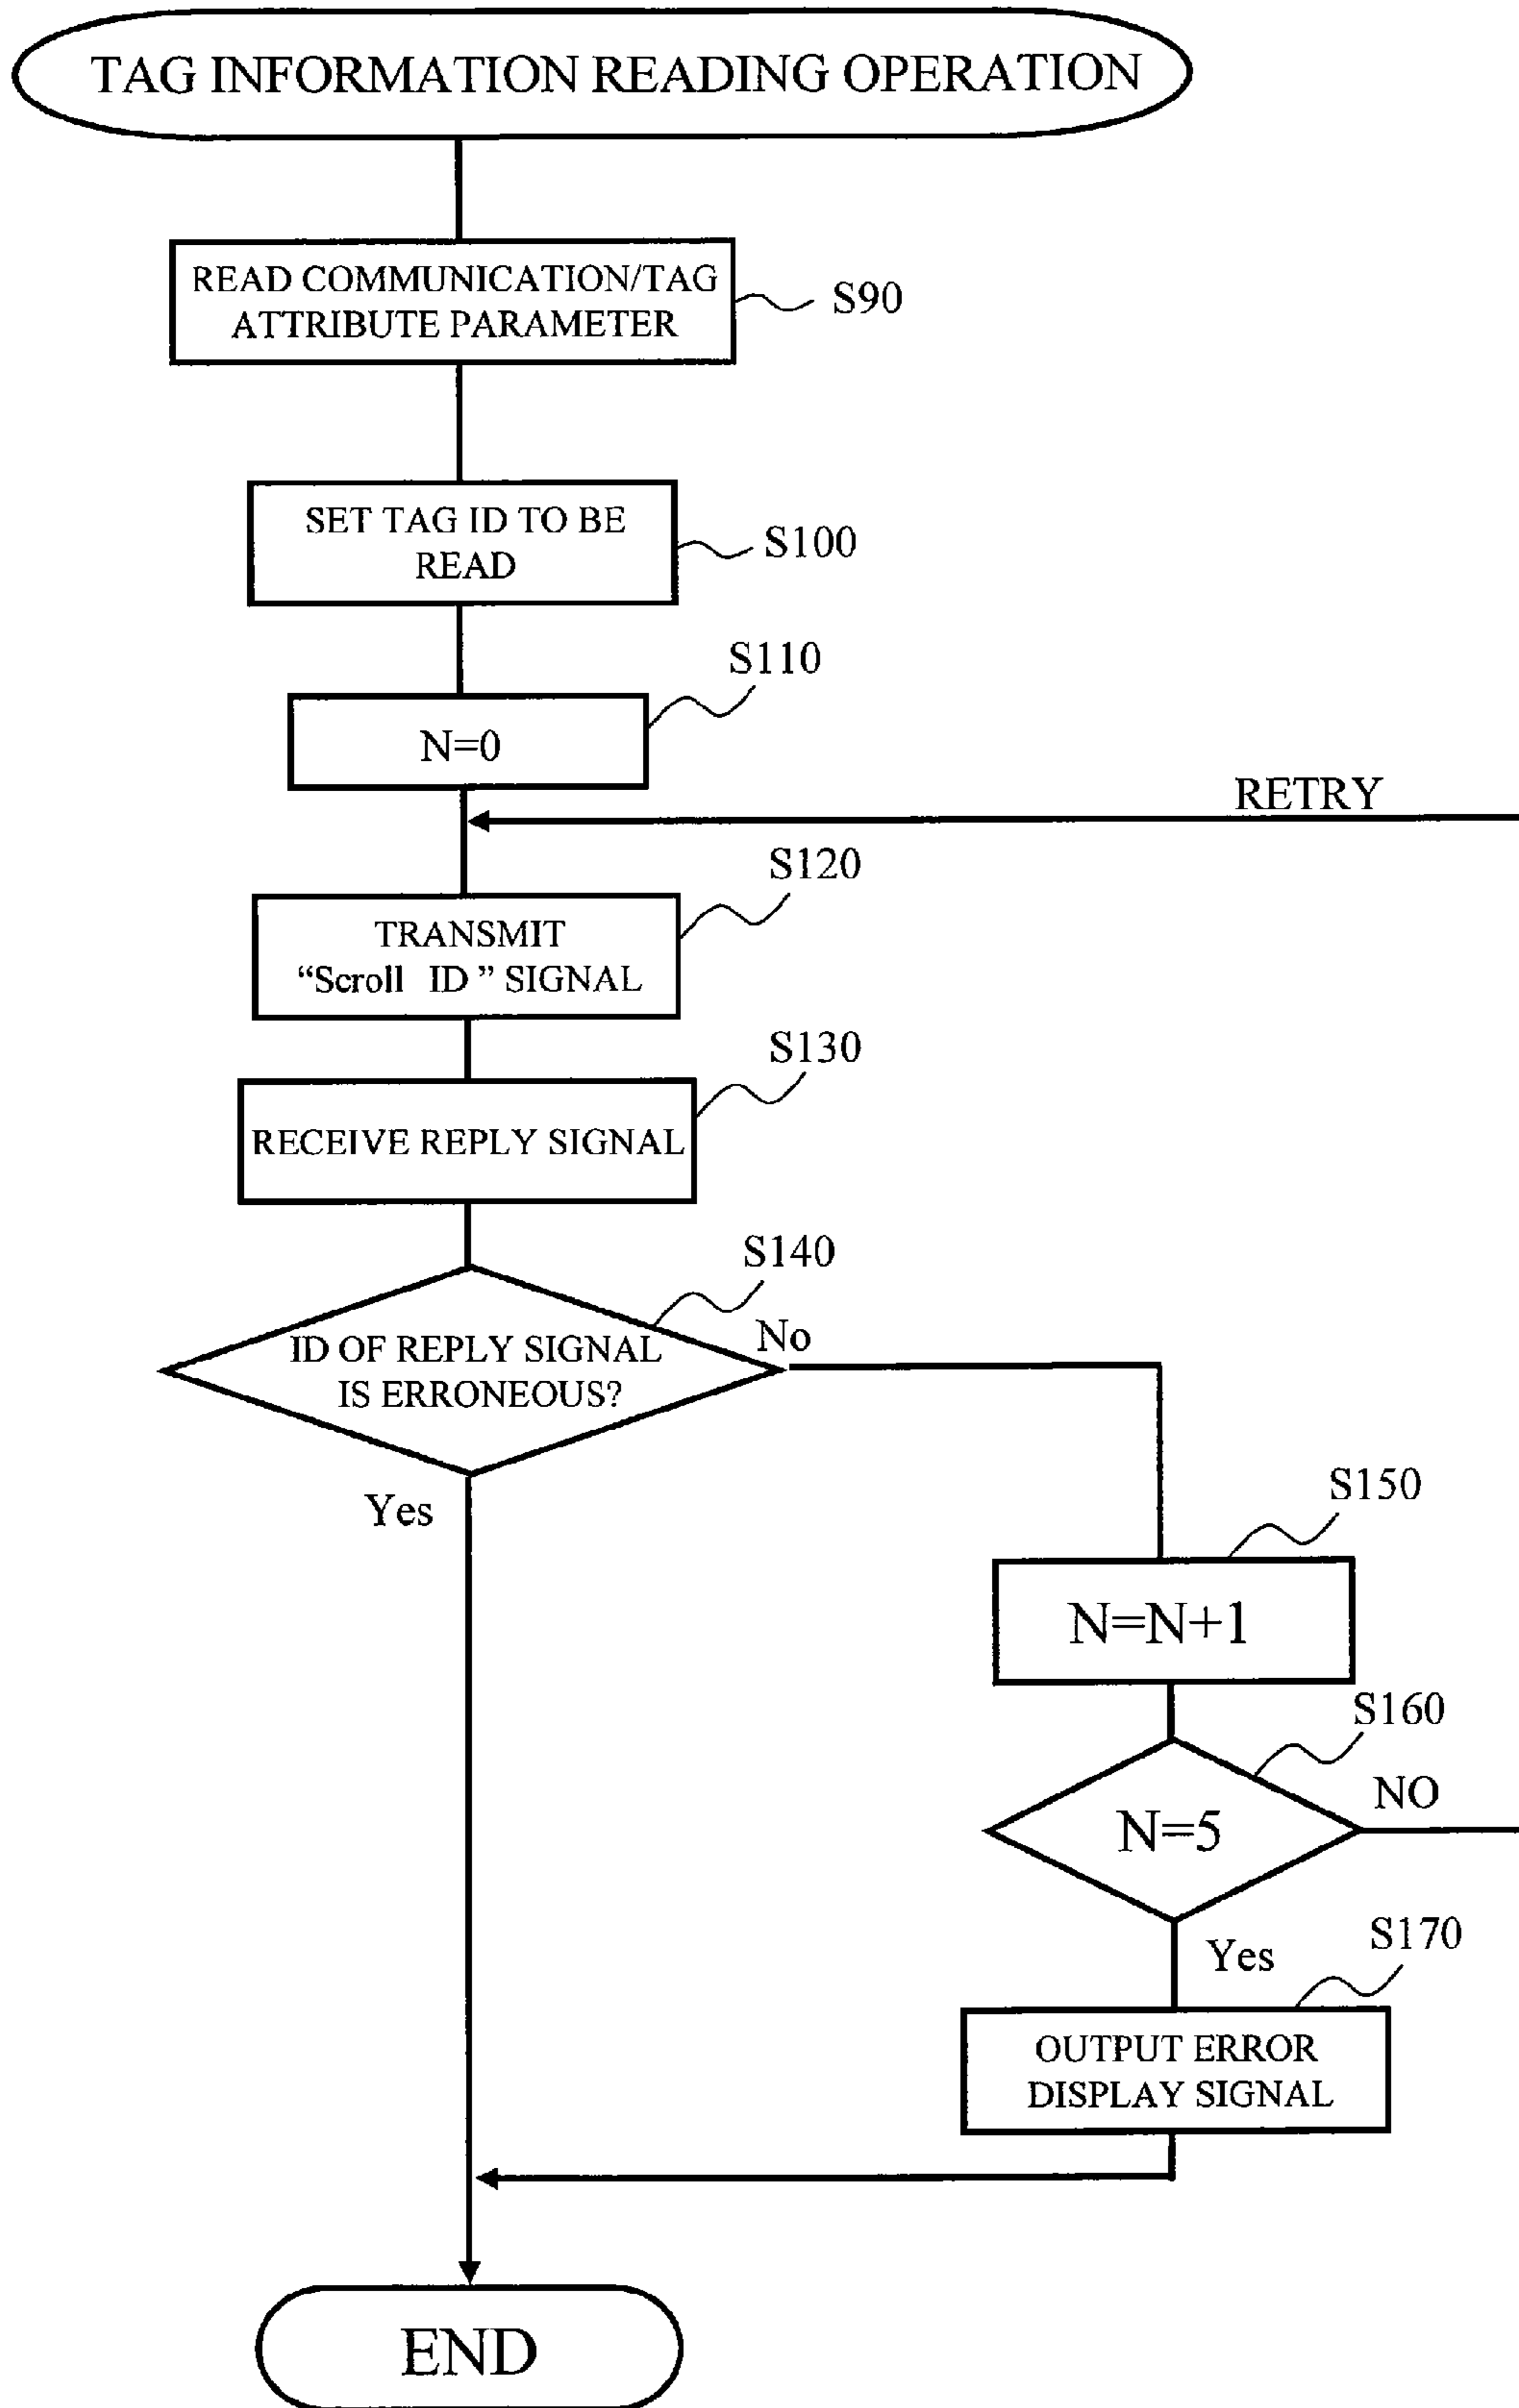 TAG INFORMATION READING OPERATION
READ COMMUNICATION/TAG
ATTRIBUTE PARAMETER
S90
SET TAG ID TO BE
READ
S100
S110
N=0
RETRY
S120
TRANSMIT
“Scroll ID ” SIGNAL
S130
RECEIVE REPLY SIGNAL
S140
ID OF REPLY SIGNAL
IS ERRONEOUS?
No
Yes
S150
N=N+1
S160
N=5
NO
Yes
S170
OUTPUT ERROR
DISPLAY SIGNAL
END